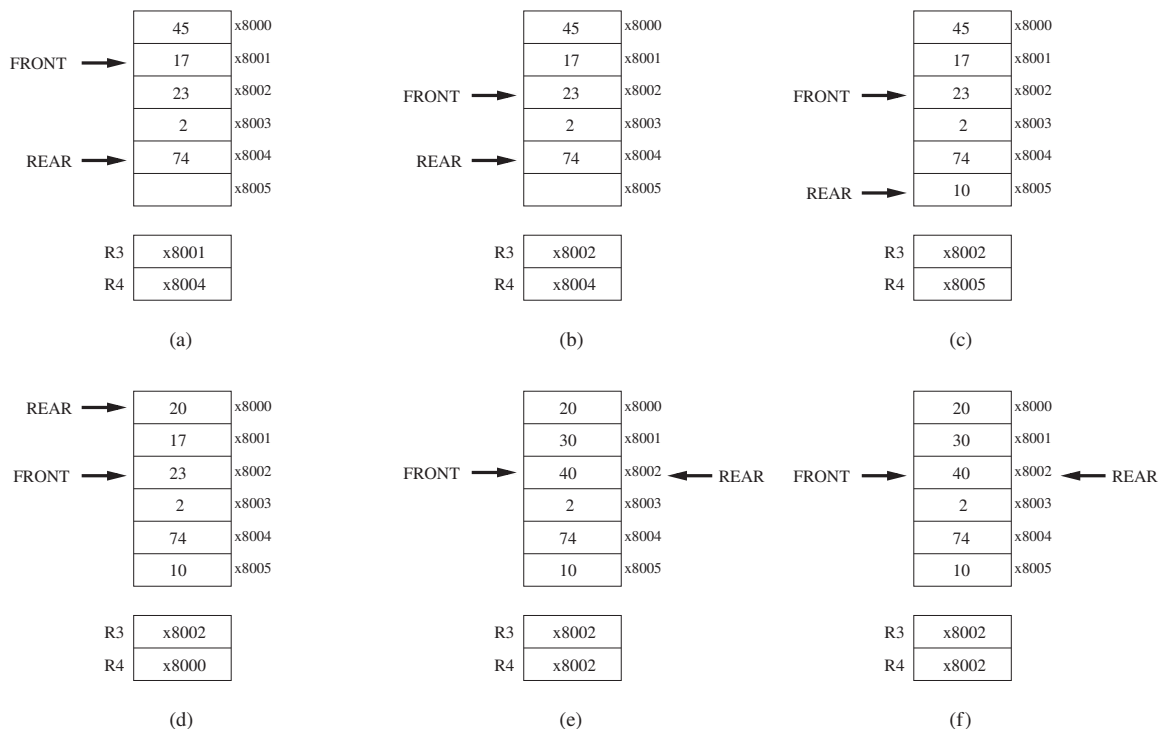 45 x8000
FRONT 17 x8001
23 x8002
2 x8003
REAR 74 x8004
x8005
R3 x8001
R4 x8004
(a)
45 x8000
17 x8001
FRONT 23 x8002
2 x8003
REAR 74 x8004
x8005
R3 x8002
R4 x8004
(b)
45 x8000
17 x8001
FRONT 23 x8002
2 x8003
74 x8004
REAR 10 x8005
R3 x8002
R4 x8005
(c)
REAR 20 x8000
17 x8001
FRONT 23 x8002
2 x8003
74 x8004
10 x8005
R3 x8002
R4 x8000
(d)
20 x8000
30 x8001
FRONT 40 x8002 REAR
2 x8003
74 x8004
10 x8005
R3 x8002
R4 x8002
(e)
20 x8000
30 x8001
FRONT 40 x8002 REAR
2 x8003
74 x8004
10 x8005
R3 x8002
R4 x8002
(f)